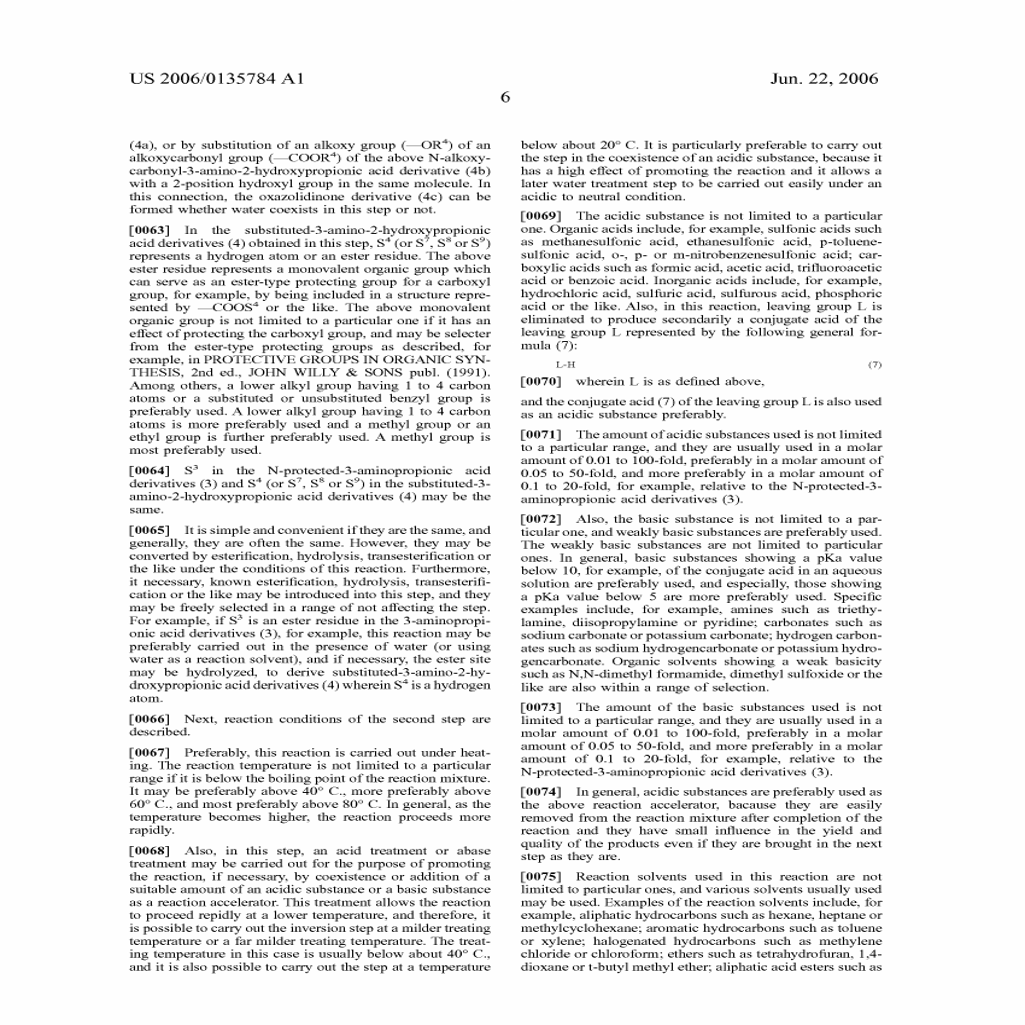 US 2006/0135784 A1
Jun. 22, 2006
6
(4a), or by substitution of an alkoxy group (—OR⁴) of an
alkoxycarbonyl group (—COOR⁴) of the above N-alkoxy-
carbonyl-3-amino-2-hydroxypropionic acid derivative (4b)
with a 2-position hydroxyl group in the same molecule. In
this connection, the oxazolidinone derivative (4c) can be
formed whether water coexists in this step or not.
[0063] In the substituted-3-amino-2-hydroxypropionic
acid derivatives (4) obtained in this step, S⁴ (or S⁷, S⁸ or S⁹)
represents a hydrogen atom or an ester residue. The above
ester residue represents a monovalent organic group which
can serve as an ester-type protecting group for a carboxyl
group, for example, by being included in a structure repre-
sented by —COOS⁴ or the like. The above monovalent
organic group is not limited to a particular one if it has an
effect of protecting the carboxyl group, and may be selecter
from the ester-type protecting groups as described, for
example, in PROTECTIVE GROUPS IN ORGANIC SYN-
THESIS, 2nd ed., JOHN WILLY & SONS publ. (1991).
Among others, a lower alkyl group having 1 to 4 carbon
atoms or a substituted or unsubstituted benzyl group is
preferably used. A lower alkyl group having 1 to 4 carbon
atoms is more preferably used and a methyl group or an
ethyl group is further preferably used. A methyl group is
most preferably used.
[0064] S³ in the N-protected-3-aminopropionic acid
derivatives (3) and S⁴ (or S⁷, S⁸ or S⁹) in the substituted-3-
amino-2-hydroxypropionic acid derivatives (4) may be the
same.
[0065] It is simple and convenient if they are the same, and
generally, they are often the same. However, they may be
converted by esterification, hydrolysis, transesterification or
the like under the conditions of this reaction. Furthermore,
it necessary, known esterification, hydrolysis, transesterifi-
cation or the like may be introduced into this step, and they
may be freely selected in a range of not affecting the step.
For example, if S³ is an ester residue in the 3-aminopropi-
onic acid derivatives (3), for example, this reaction may be
preferably carried out in the presence of water (or using
water as a reaction solvent), and if necessary, the ester site
may be hydrolyzed, to derive substituted-3-amino-2-hy-
droxypropionic acid derivatives (4) wherein S⁴ is a hydrogen
atom.
[0066] Next, reaction conditions of the second step are
described.
[0067] Preferably, this reaction is carried out under heat-
ing. The reaction temperature is not limited to a particular
range if it is below the boiling point of the reaction mixture.
It may be preferably above 40° C., more preferably above
60° C., and most preferably above 80° C. In general, as the
temperature becomes higher, the reaction proceeds more
rapidly.
[0068] Also, in this step, an acid treatment or abase
treatment may be carried out for the purpose of promoting
the reaction, if necessary, by coexistence or addition of a
suitable amount of an acidic substance or a basic substance
as a reaction accelerator. This treatment allows the reaction
to proceed repidly at a lower temperature, and therefore, it
is possible to carry out the inversion step at a milder treating
temperature or a far milder treating temperature. The treat-
ing temperature in this case is usually below about 40° C.,
and it is also possible to carry out the step at a temperature
below about 20° C. It is particularly preferable to carry out
the step in the coexistence of an acidic substance, because it
has a high effect of promoting the reaction and it allows a
later water treatment step to be carried out easily under an
acidic to neutral condition.
[0069] The acidic substance is not limited to a particular
one. Organic acids include, for example, sulfonic acids such
as methanesulfonic acid, ethanesulfonic acid, p-toluene-
sulfonic acid, o-, p- or m-nitrobenzenesulfonic acid; car-
boxylic acids such as formic acid, acetic acid, trifluoroacetic
acid or benzoic acid. Inorganic acids include, for example,
hydrochloric acid, sulfuric acid, sulfurous acid, phosphoric
acid or the like. Also, in this reaction, leaving group L is
eliminated to produce secondarily a conjugate acid of the
leaving group L represented by the following general for-
mula (7):
L-H (7)
[0070] wherein L is as defined above,
and the conjugate acid (7) of the leaving group L is also used
as an acidic substance preferably.
[0071] The amount of acidic substances used is not limited
to a particular range, and they are usually used in a molar
amount of 0.01 to 100-fold, preferably in a molar amount of
0.05 to 50-fold, and more preferably in a molar amount of
0.1 to 20-fold, for example, relative to the N-protected-3-
aminopropionic acid derivatives (3).
[0072] Also, the basic substance is not limited to a par-
ticular one, and weakly basic substances are preferably used.
The weakly basic substances are not limited to particular
ones. In general, basic substances showing a pKa value
below 10, for example, of the conjugate acid in an aqueous
solution are preferably used, and especially, those showing
a pKa value below 5 are more preferably used. Specific
examples include, for example, amines such as triethy-
lamine, diisopropylamine or pyridine; carbonates such as
sodium carbonate or potassium carbonate; hydrogen carbon-
ates such as sodium hydrogencarbonate or potassium hydro-
gencarbonate. Organic solvents showing a weak basicity
such as N,N-dimethyl formamide, dimethyl sulfoxide or the
like are also within a range of selection.
[0073] The amount of the basic substances used is not
limited to a particular range, and they are usually used in a
molar amount of 0.01 to 100-fold, preferably in a molar
amount of 0.05 to 50-fold, and more preferably in a molar
amount of 0.1 to 20-fold, for example, relative to the
N-protected-3-aminopropionic acid derivatives (3).
[0074] In general, acidic substances are preferably used as
the above reaction accelerator, bacause they are easily
removed from the reaction mixture after completion of the
reaction and they have small influence in the yield and
quality of the products even if they are brought in the next
step as they are.
[0075] Reaction solvents used in this reaction are not
limited to particular ones, and various solvents usually used
may be used. Examples of the reaction solvents include, for
example, aliphatic hydrocarbons such as hexane, heptane or
methylcyclohexane; aromatic hydrocarbons such as toluene
or xylene; halogenated hydrocarbons such as methylene
chloride or chloroform; ethers such as tetrahydrofuran, 1,4-
dioxane or t-butyl methyl ether; aliphatic acid esters such as